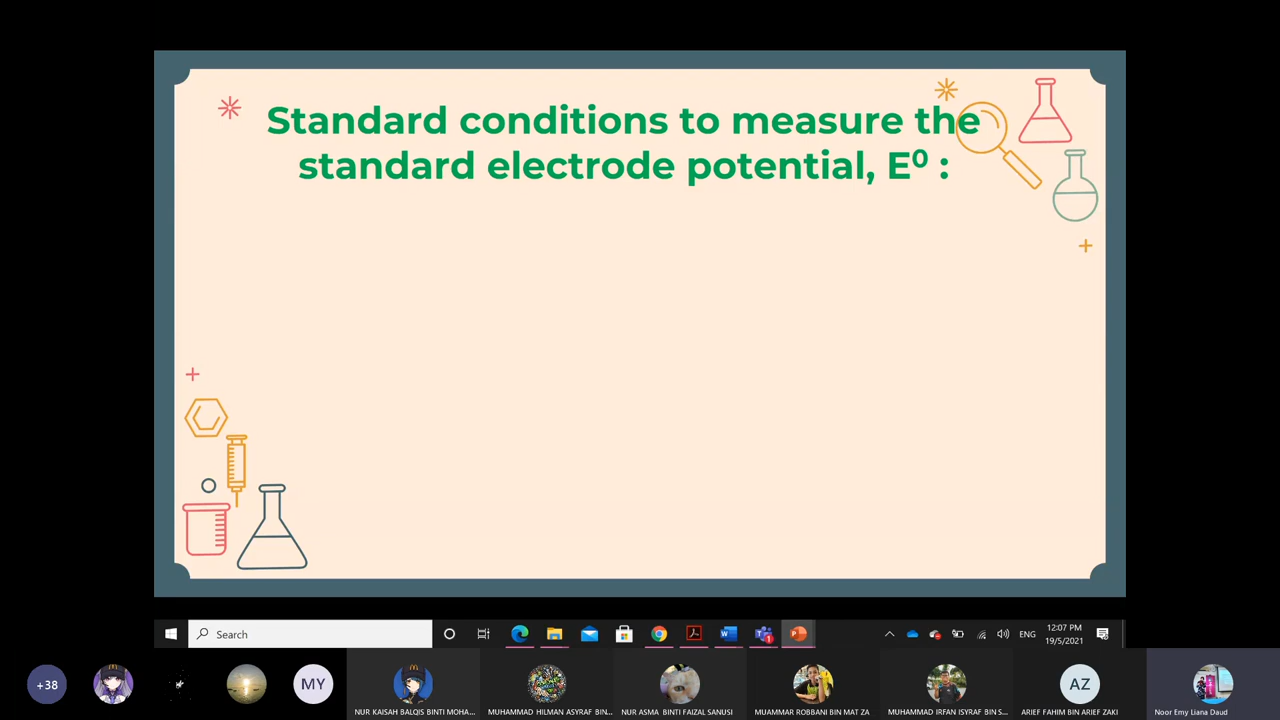 Standard conditions to measure the
standard electrode potential, E⁰ :
Search
ENG
12:07 PM
19/5/2021
1
+38
MY
AZ
NUR KAISAH BALQIS BINTI MOHA...
MUHAMMAD HILMAN ASYRAF BIN...
NUR ASMA BINTI FAIZAL SANUSI
MUAMMAR ROBBANI BIN MAT ZA
MUHAMMAD IRFAN ISYRAF BIN S...
ARIEF FAHIM BIN ARIEF ZAKI
Noor Emy Liana Daud